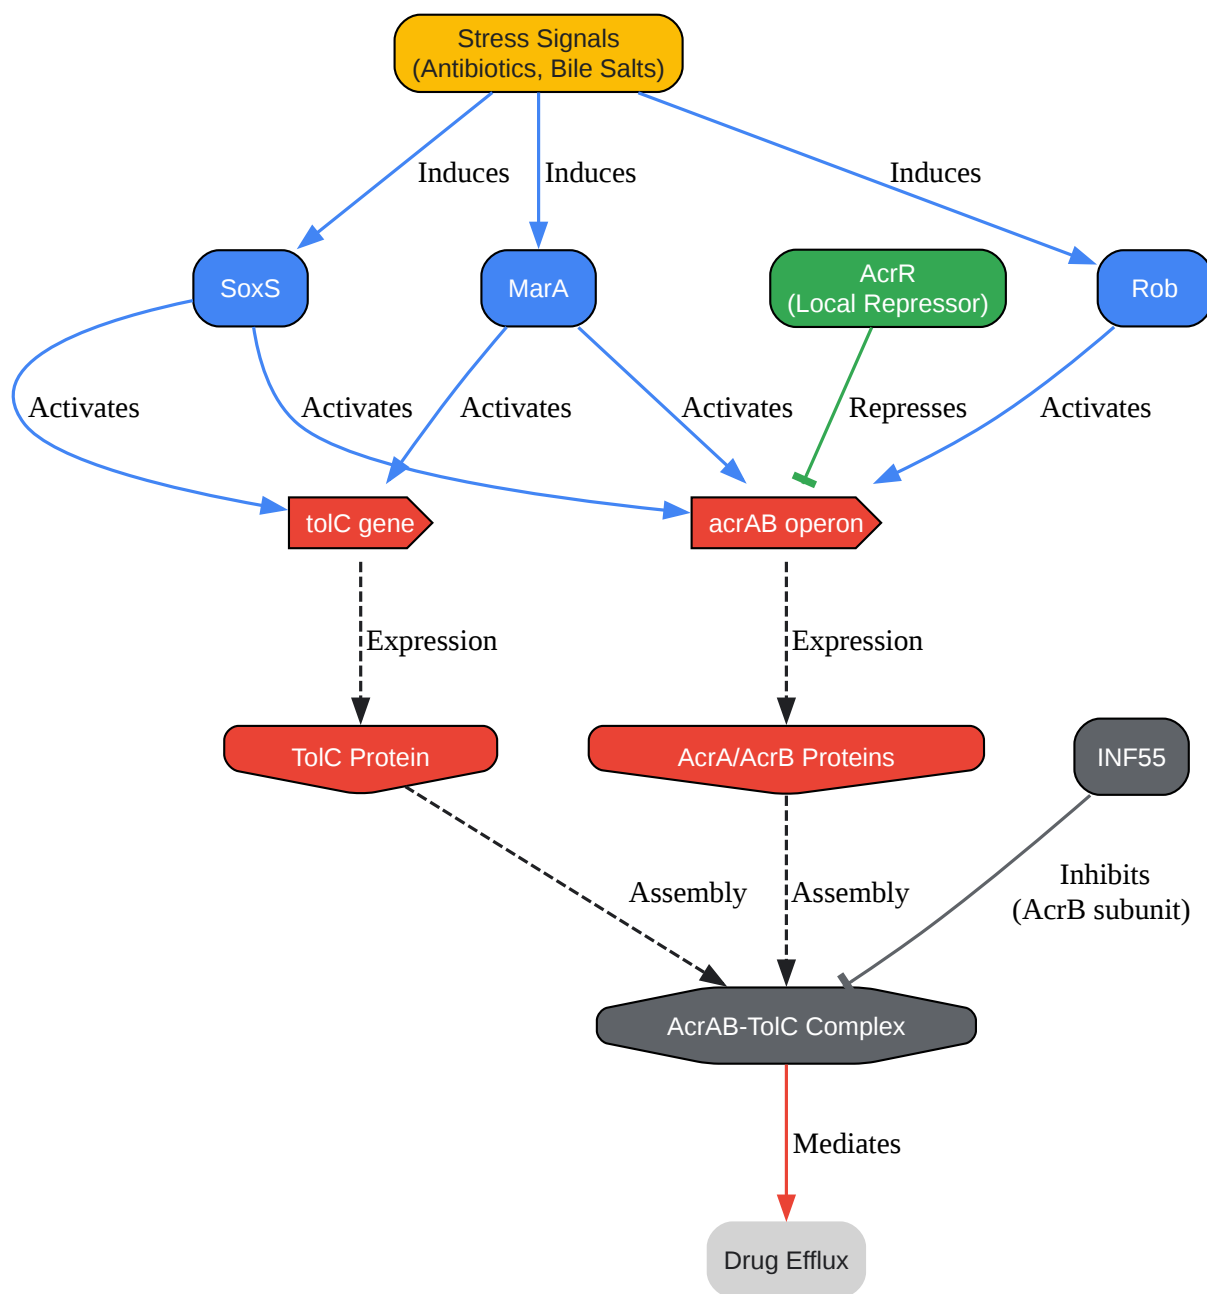 Stress Signals
(Antibiotics, Bile Salts)
Induces
Induces
Induces
SoxS
MarA
AcrR
(Local Repressor)
Rob
Activates
Activates
Activates
Activates
Represses
Activates
tolC gene
acrAB operon
Expression
Expression
TolC Protein
AcrA/AcrB Proteins
INF55
Assembly
Assembly
Inhibits
(AcrB subunit)
AcrAB-TolC Complex
Mediates
Drug Efflux